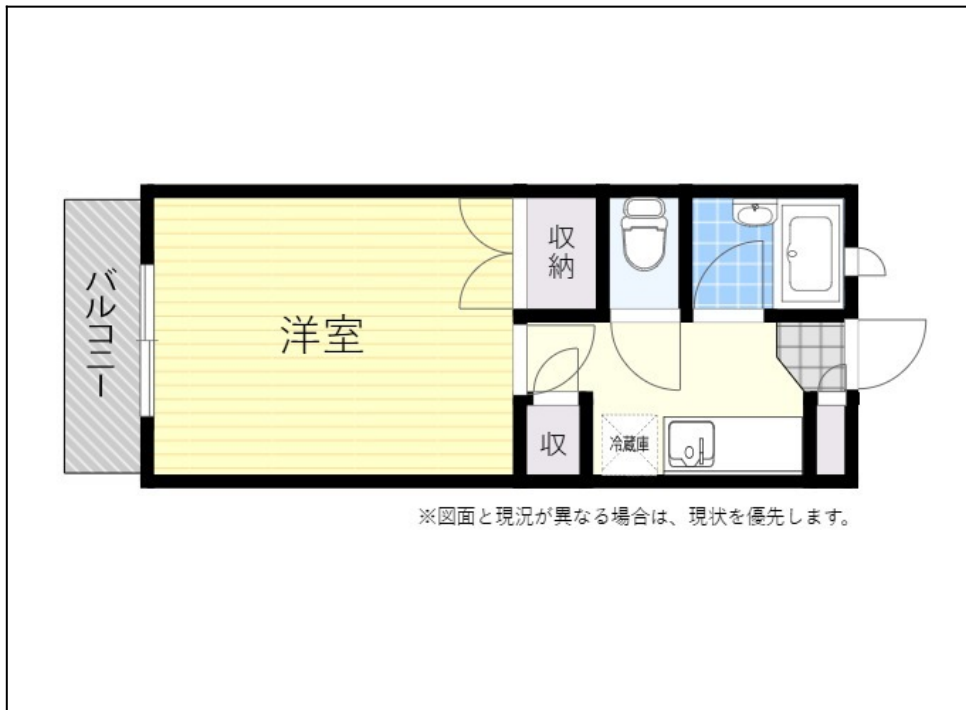 バルコニー
洋室
収納
収
冷蔵庫
※図面と現況が異なる場合は、現状を優先します。